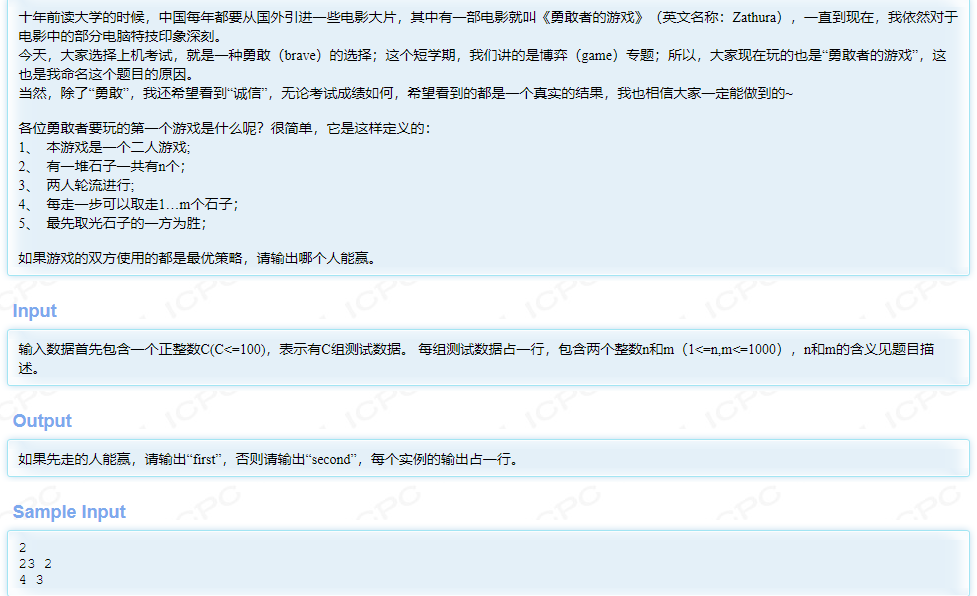 十年前读大学的时候，中国每年都要从国外引进一些电影大片，其中有一部电影就叫《勇敢者的游戏》（英文名称：Zathura），一直到现在，我依然对于
电影中的部分电脑特技印象深刻。
今天，大家选择上机考试，就是一种勇敢（brave）的选择；这个短学期，我们讲的是博弈（game）专题；所以，大家现在玩的也是“勇敢者的游戏”，这
也是我命名这个题目的原因。
当然，除了“勇敢”，我还希望看到“诚信”，无论考试成绩如何，希望看到的都是一个真实的结果，我也相信大家一定能做到的~
各位勇敢者要玩的第一个游戏是什么呢？很简单，它是这样定义的：
1、 本游戏是一个二人游戏;
2、 有一堆石子一共有n个；
3、 两人轮流进行;
4、 每走一步可以取走1…m个石子；
5、 最先取光石子的一方为胜；
如果游戏的双方使用的都是最优策略，请输出哪个人能赢。
Input
输入数据首先包含一个正整数C(C<=100)，表示有C组测试数据。 每组测试数据占一行，包含两个整数n和m（1<=n,m<=1000），n和m的含义见题目描
述。
Output
如果先走的人能赢，请输出“first”，否则请输出“second”，每个实例的输出占一行。
Sample Input
2
23 2
4 3